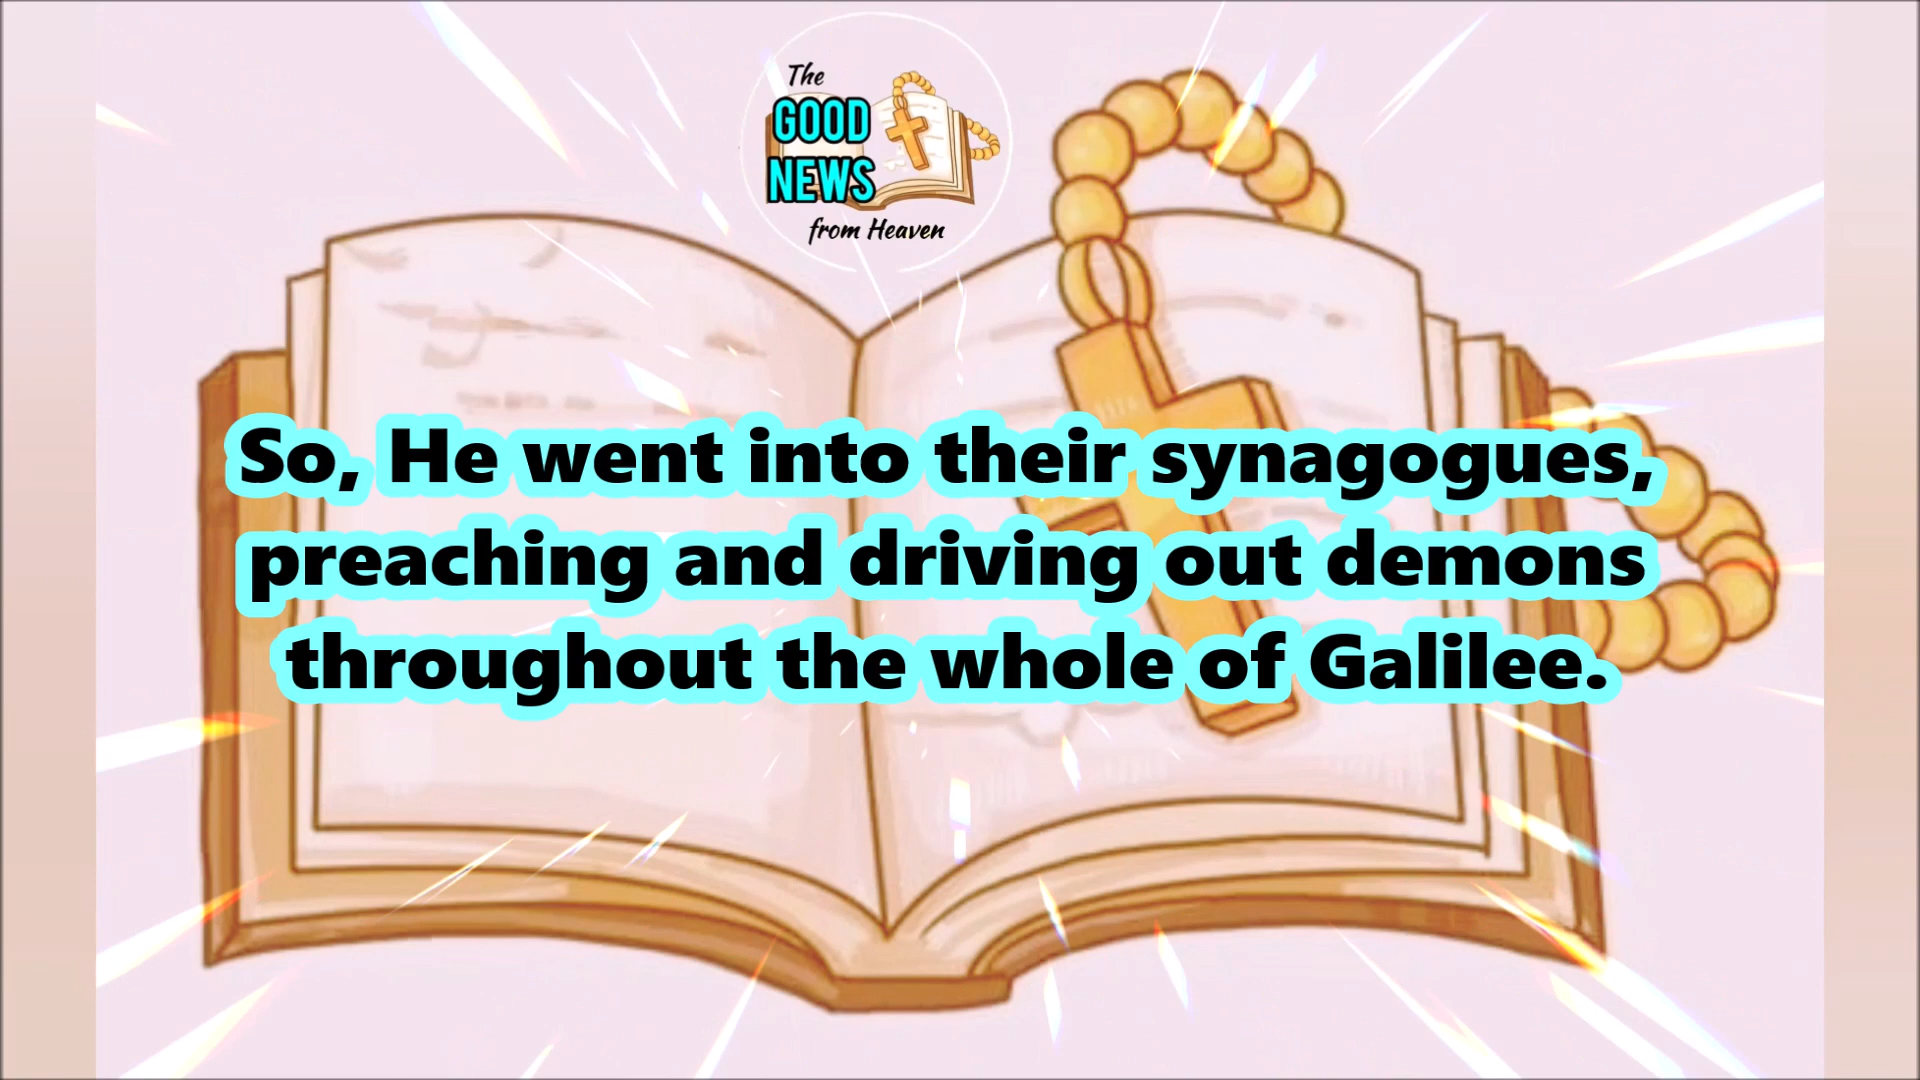 The
GOOD
NEWS
from Heaven
So, He went into their synagogues,
preaching and driving out demons
throughout the whole of Galilee.